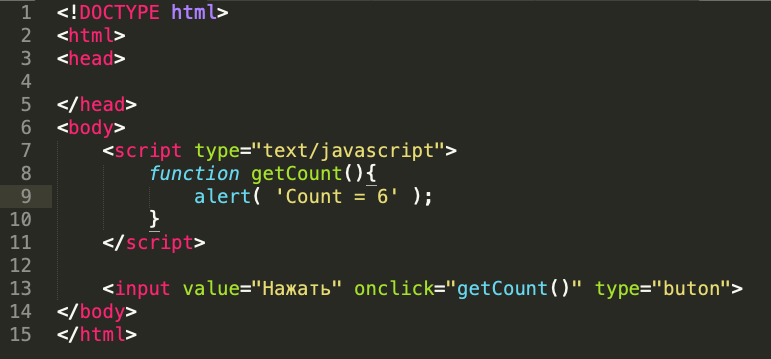 1 <!DOCTYPE html>
2 <html>
3 <head>
4
5 </head>
6 <body>
7 <script type="text/javascript">
8 function getCount(){
9 alert( 'Count = 6' );
10 }
11 </script>
12
13 <input value="Нажать" onclick="getCount()" type="buton">
14 </body>
15 </html>